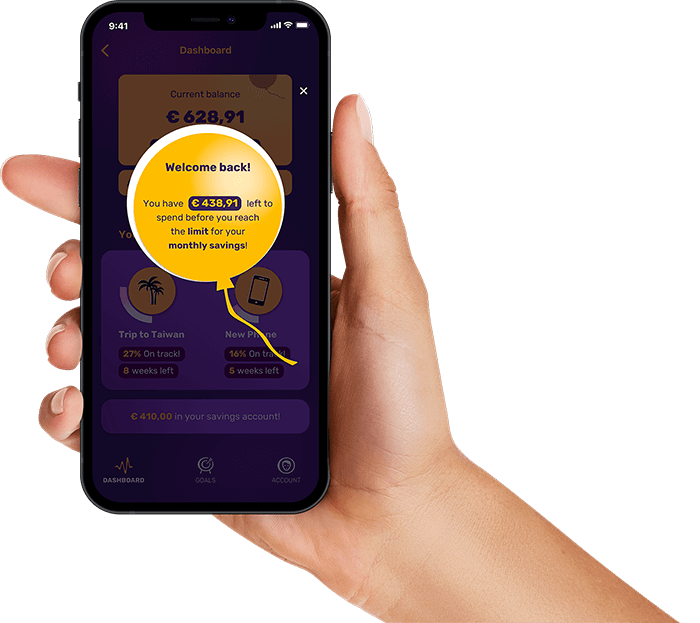 9:41
Dashboard
Current balance
€ 628,91
Welcome back!
You have € 438,91 left to
spend before you reach
the limit for your
monthly savings!
Trip to Taiwan
27% On track!
8 weeks left
New Phone
16% On track!
5 weeks left
€ 410,00 in your savings account!
DASHBOARD
GOALS
ACCOUNT